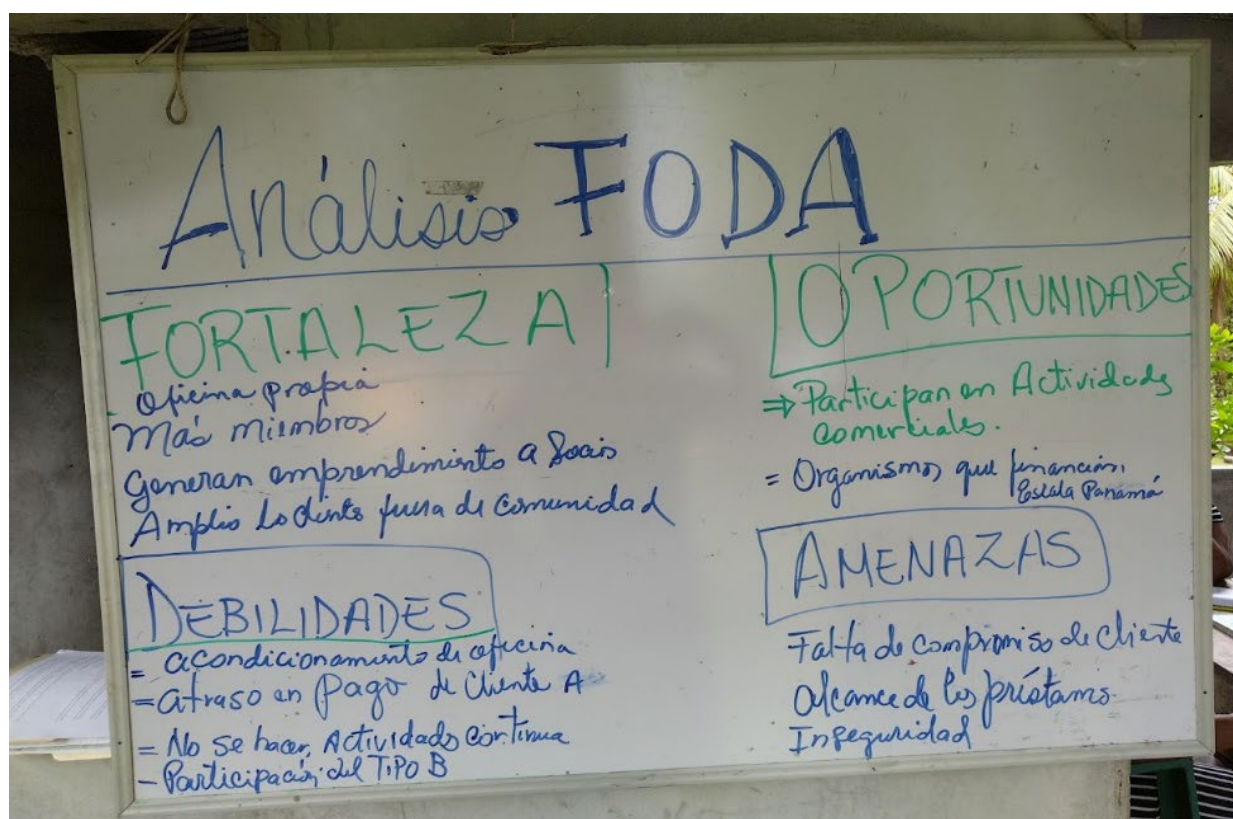 Análisis FODA
FORTALEZA
- Oficina propia
Más miembros
Generan emprendimiento a Socios
Amplio fuera de comunidad
DEBILIDADES
= acondicionamiento de oficina
= atraso en Pago de Cliente A
= No se hacen Actividades continua
- Participación del TIPO B
OPORTUNIDADES
⇒ Participan en Actividades
comerciales.
= Organismos que financian
Escala Panamá
AMENAZAS
Falta de compromiso de cliente
alcance de los préstamos
Inseguridad